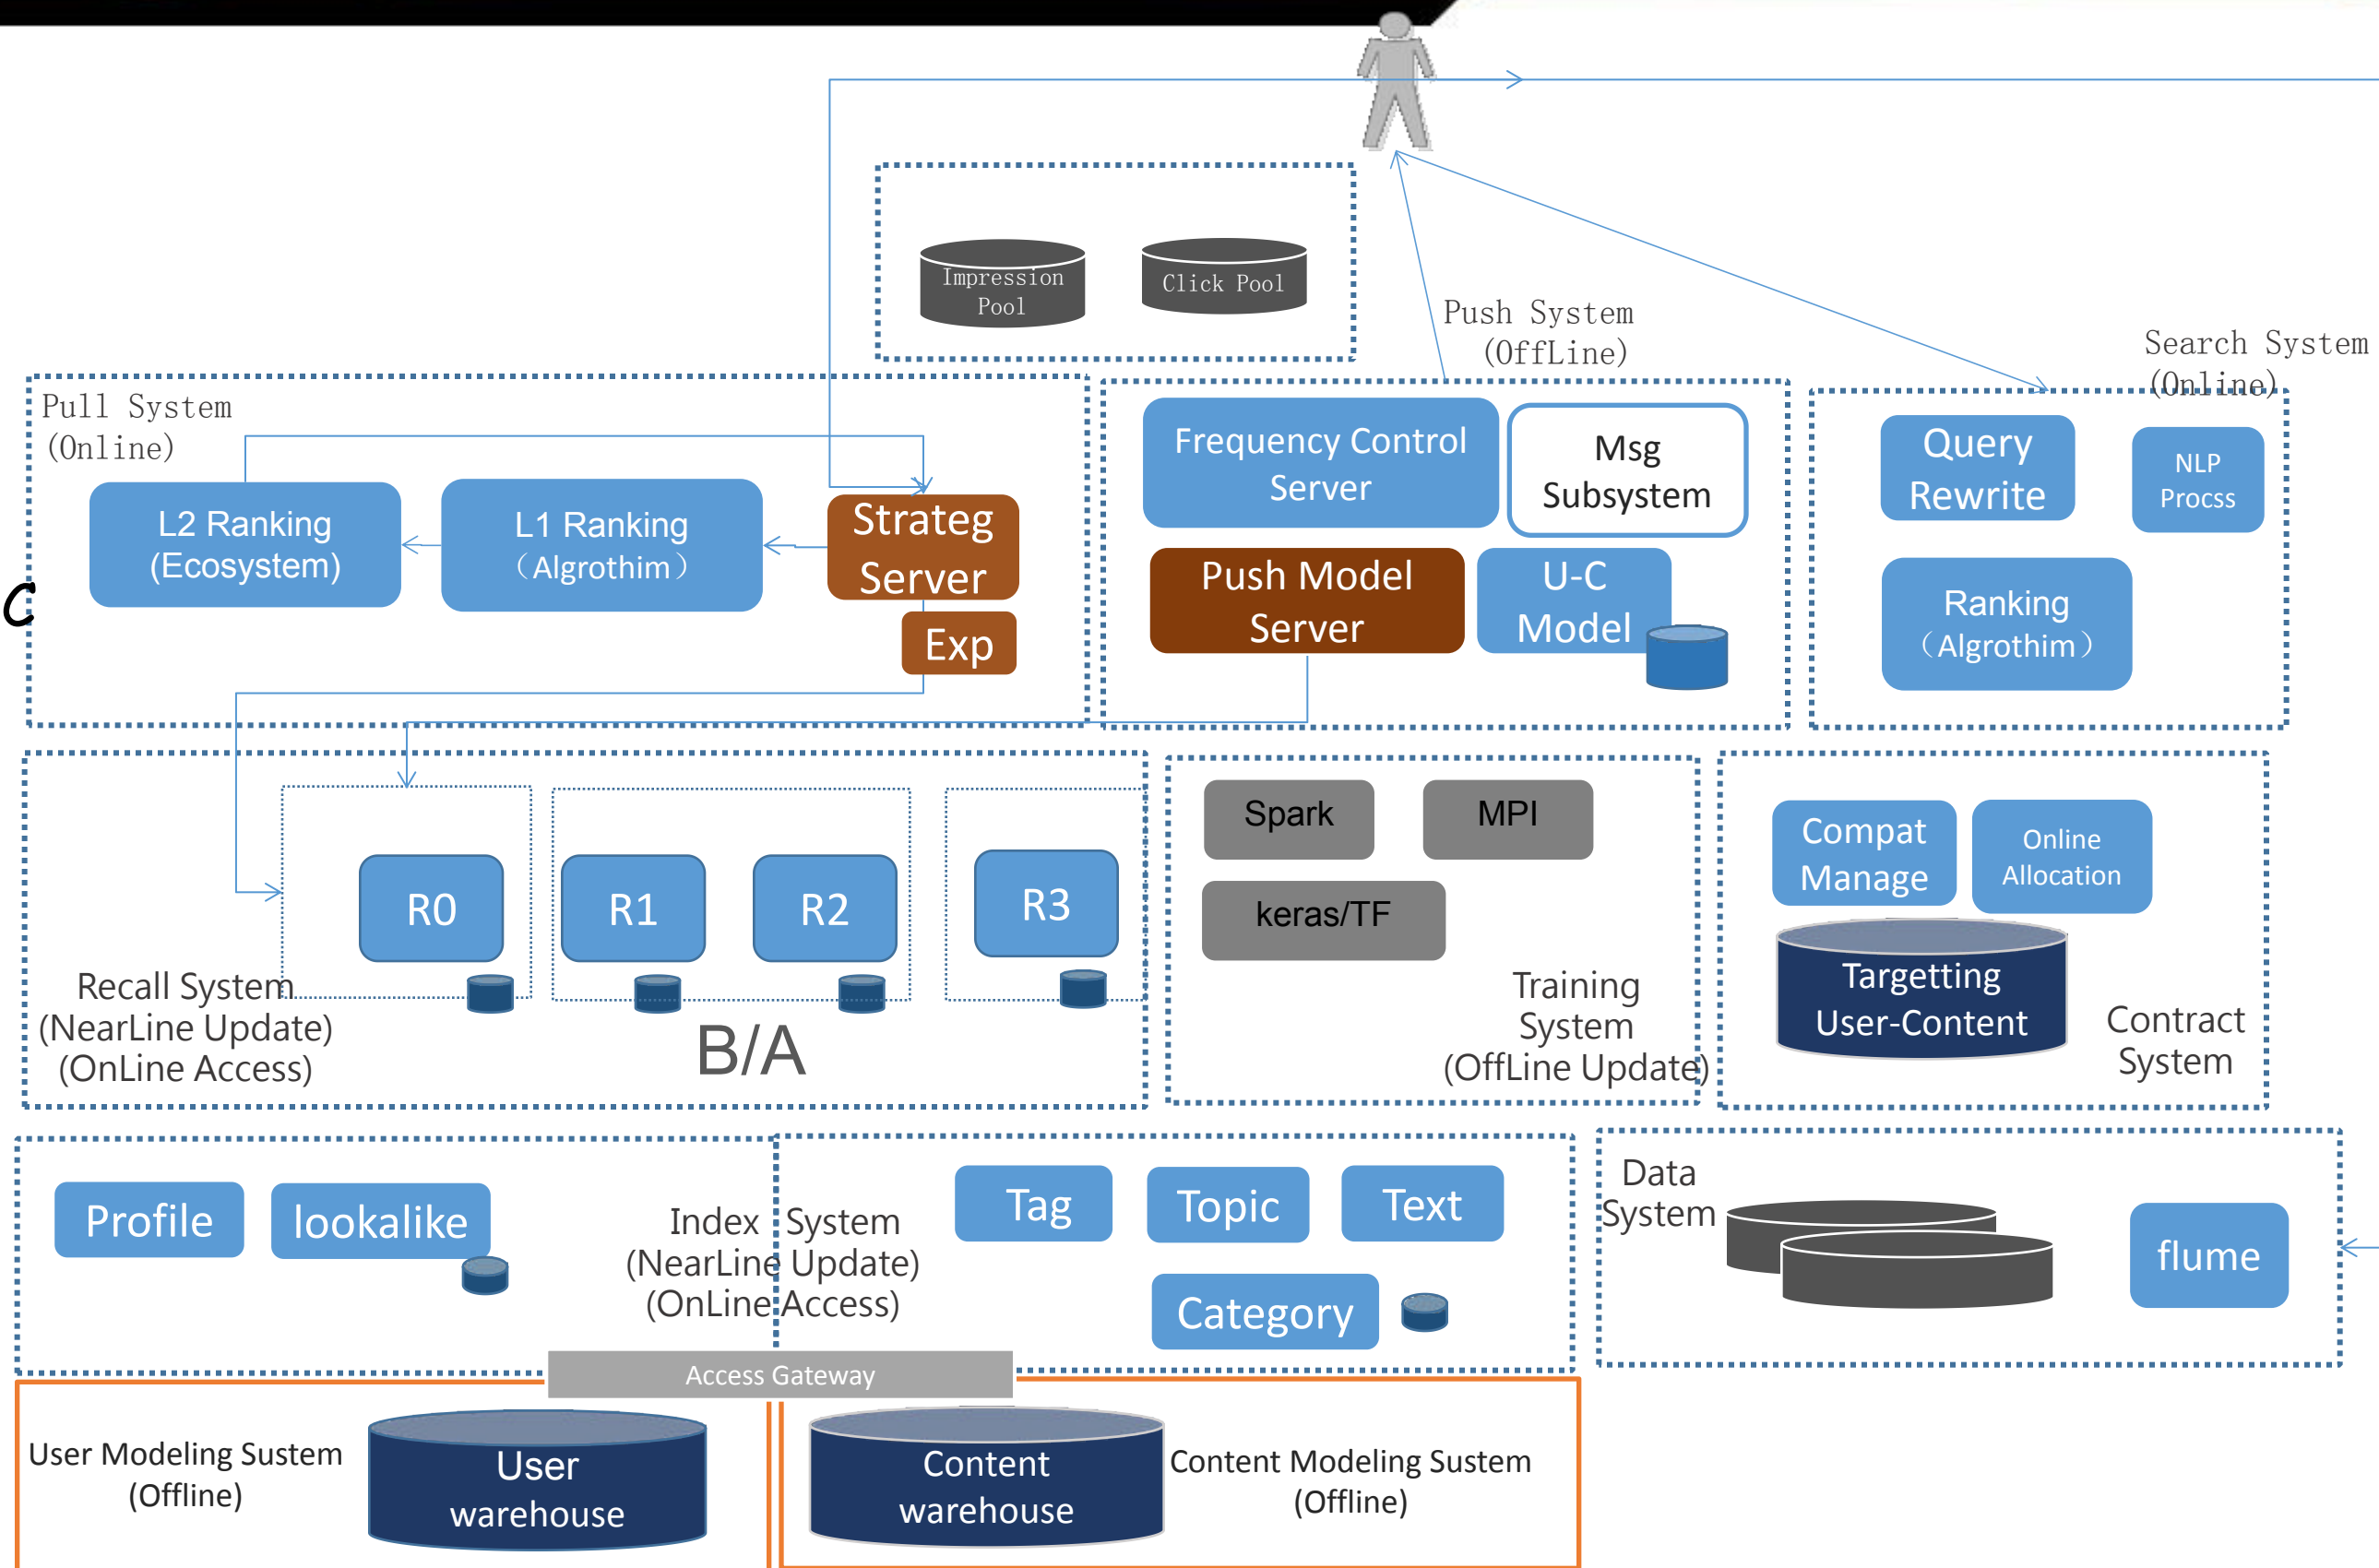 Impression
Pool
Click Pool
Push System
(OffLine)
Search System
(Online)
Pull System
(Online)
L2 Ranking
(Ecosystem)
L1 Ranking
（Algrothim）
Strateg
Server
Exp
Frequency Control
Server
Msg
Subsystem
Push Model
Server
U-C
Model
Query
Rewrite
NLP
Procss
Ranking
（Algrothim）
C
R0
R1
R2
R3
Recall System
(NearLine Update)
(OnLine Access)
B/A
Spark
MPI
keras/TF
Training
System
(OffLine Update)
Compat
Manage
Online
Allocation
Targetting
User-Content
Contract
System
Profile
lookalike
Index System
(NearLine Update)
(OnLine Access)
Tag
Topic
Text
Category
Data
System
flume
Access Gateway
User Modeling Sustem
(Offline)
User
warehouse
Content
warehouse
Content Modeling Sustem
(Offline)